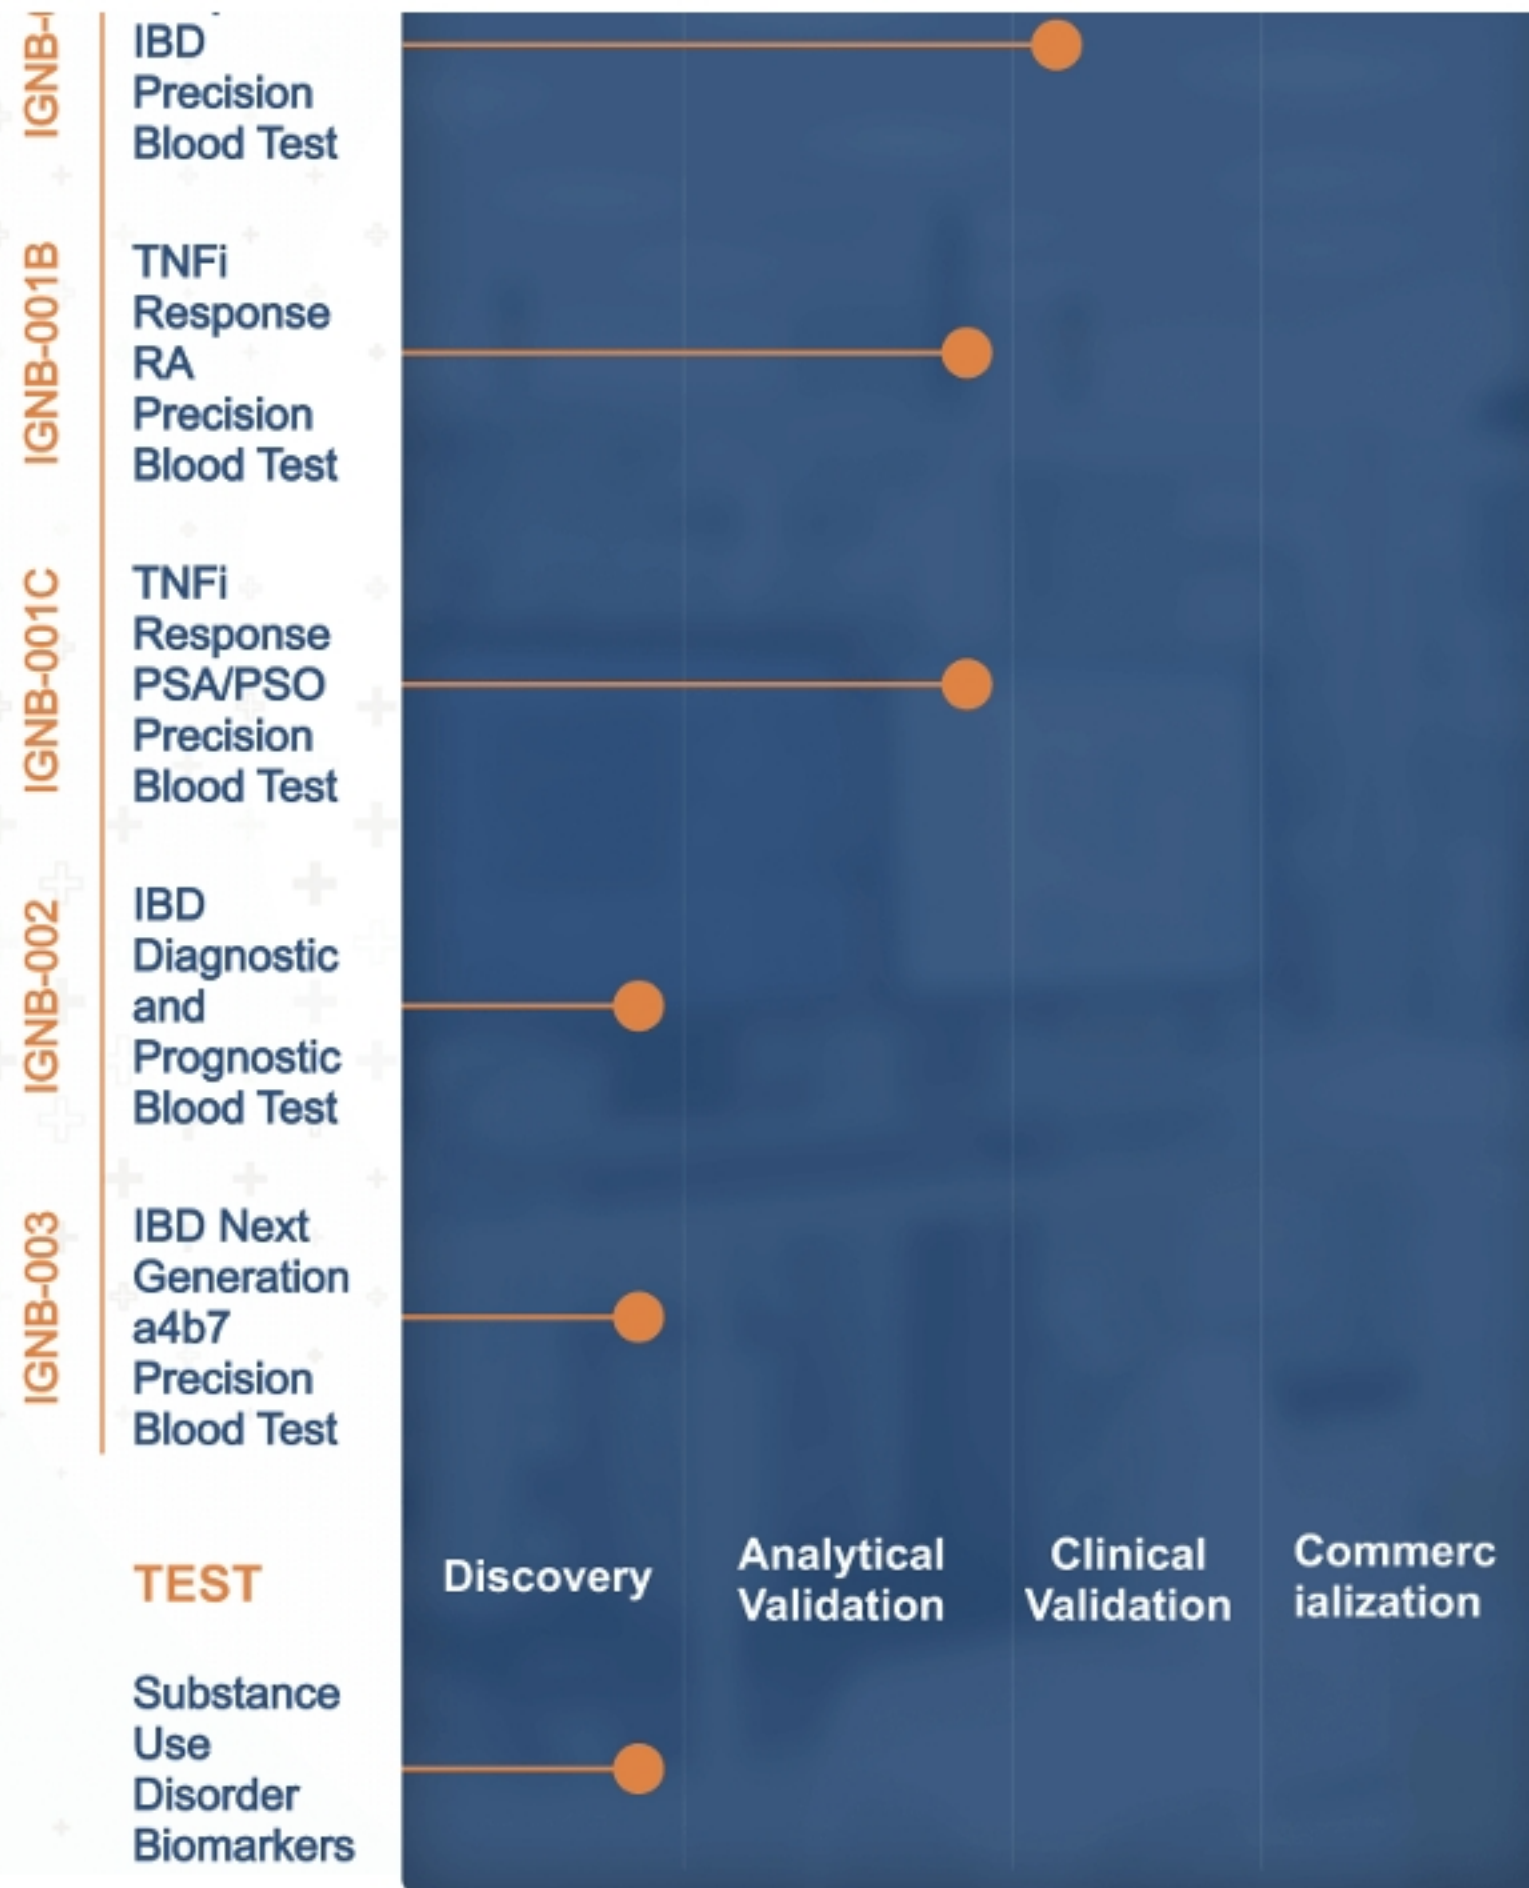 IBD
Precision
Blood Test
IGNB-001B
TNFi
Response
RA
Precision
Blood Test
IGNB-001C
TNFi
Response
PSA/PSO
Precision
Blood Test
IGNB-002
IBD
Diagnostic
and
Prognostic
Blood Test
IGNB-003
IBD Next
Generation
a4b7
Precision
Blood Test
TEST
Discovery
Analytical
Validation
Clinical
Validation
Commerc
ialization
Substance
Use
Disorder
Biomarkers